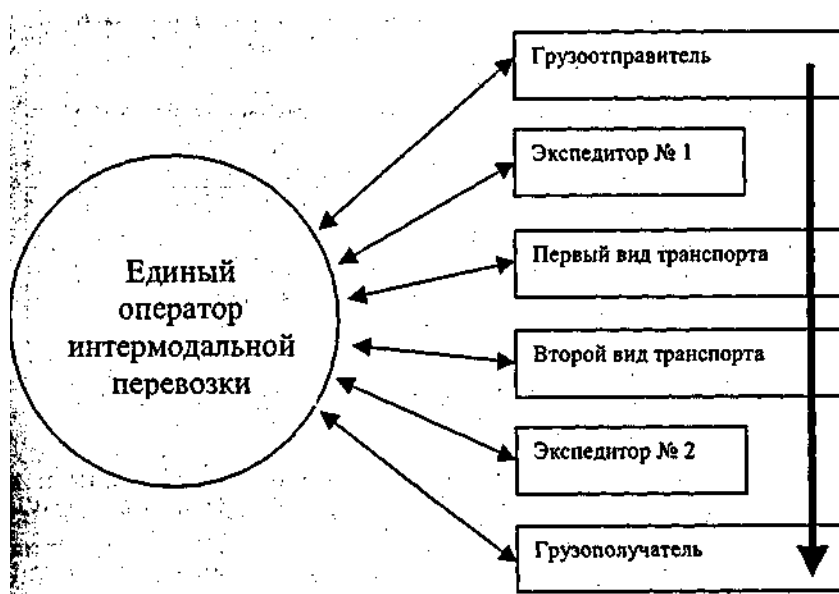 Единый
оператор
интермодальной
перевозки
Грузоотправитель
Экспедитор № 1
Первый вид транспорта
Второй вид транспорта
Экспедитор № 2
Грузополучатель